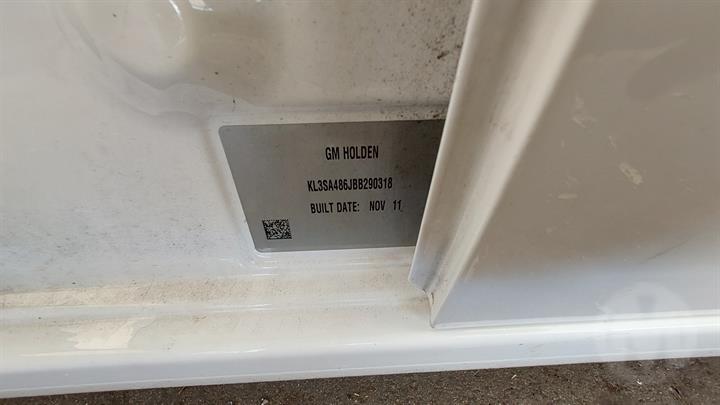 GM HOLDEN
KL3SA486JBB290318
BUILT DATE: NOV 11